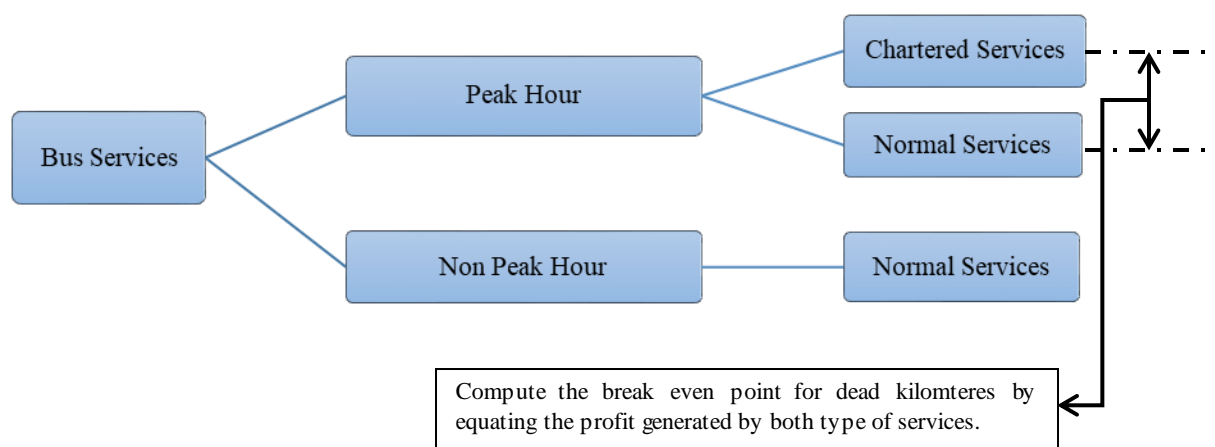 Bus Services
Peak Hour
Chartered Services
Normal Services
Non Peak Hour
Normal Services
Compute the break even point for dead kilomteres by
equating the profit generated by both type of services.